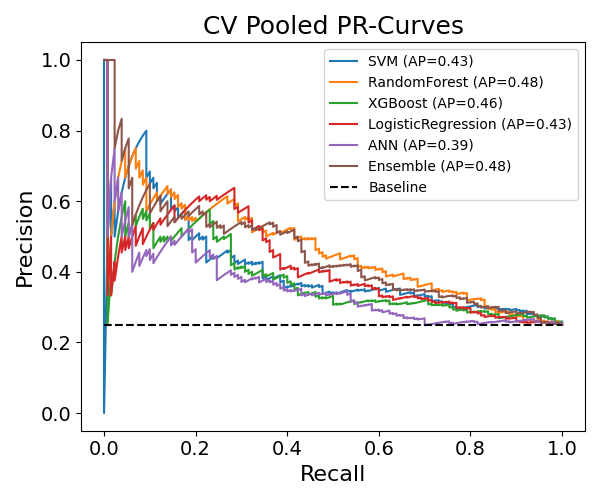 CV Pooled PR-Curves
SVM (AP=0.43)
RandomForest (AP=0.48)
XGBoost (AP=0.46)
LogisticRegression (AP=0.43)
ANN (AP=0.39)
Ensemble (AP=0.48)
Baseline
Precision
1.0
0.8
0.6
0.4
0.2
0.0
0.0 0.2 0.4 0.6 0.8 1.0
Recall